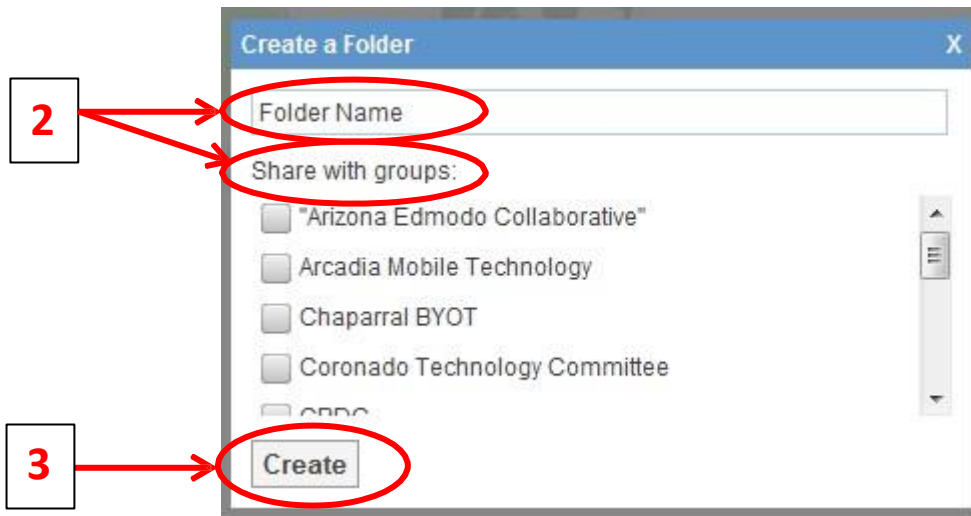 Create a Folder X
2
Folder Name
Share with groups:
"Arizona Edmodo Collaborative"
Arcadia Mobile Technology
Chaparral BYOT
Coronado Technology Committee
3
Create